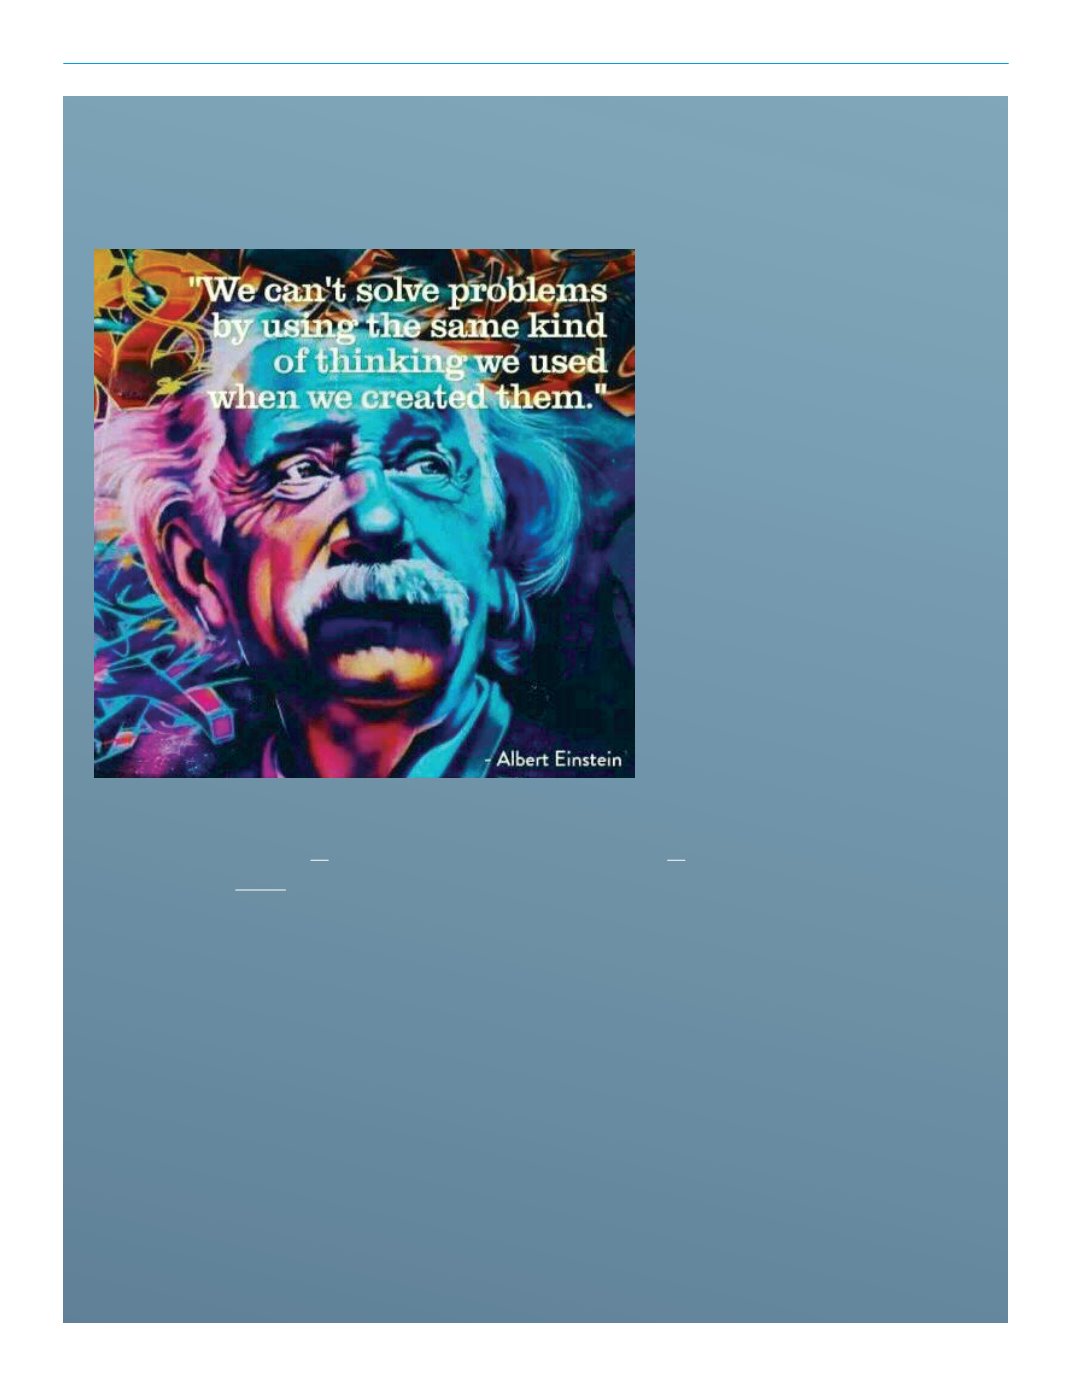 "We can't solve problems
by using the same kind
of thinking we used
when we created them."
- Albert Einstein